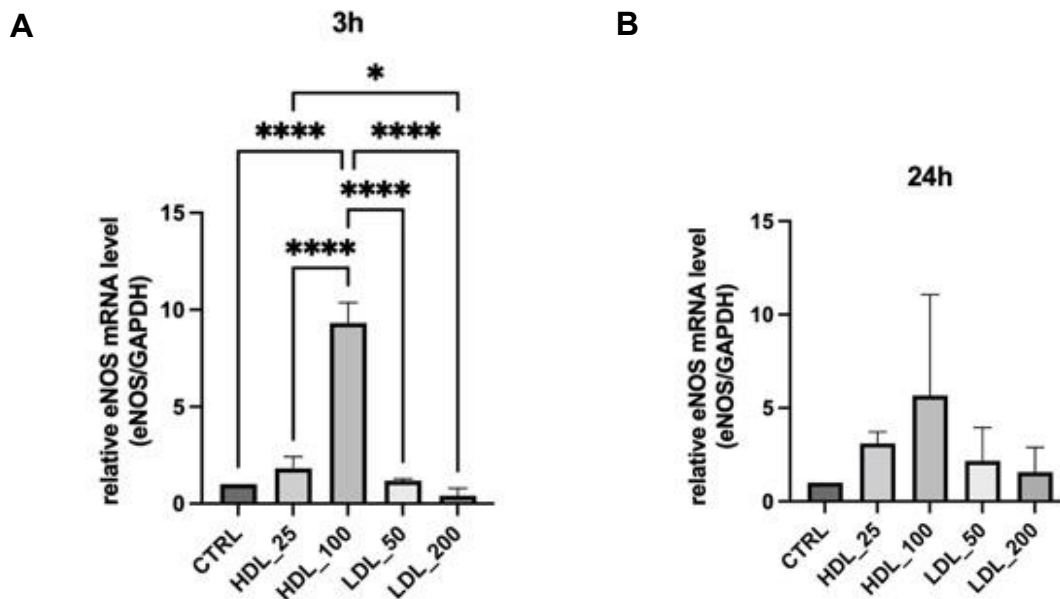 A
3h
*
**** ****
****
****
relative eNOS mRNA level
(eNOS/GAPDH)
15
10
5
0
CTRL
HDL_25
HDL_100
LDL_50
LDL_200
B
24h
relative eNOS mRNA level
(eNOS/GAPDH)
15
10
5
0
CTRL
HDL_25
HDL_100
LDL_50
LDL_200